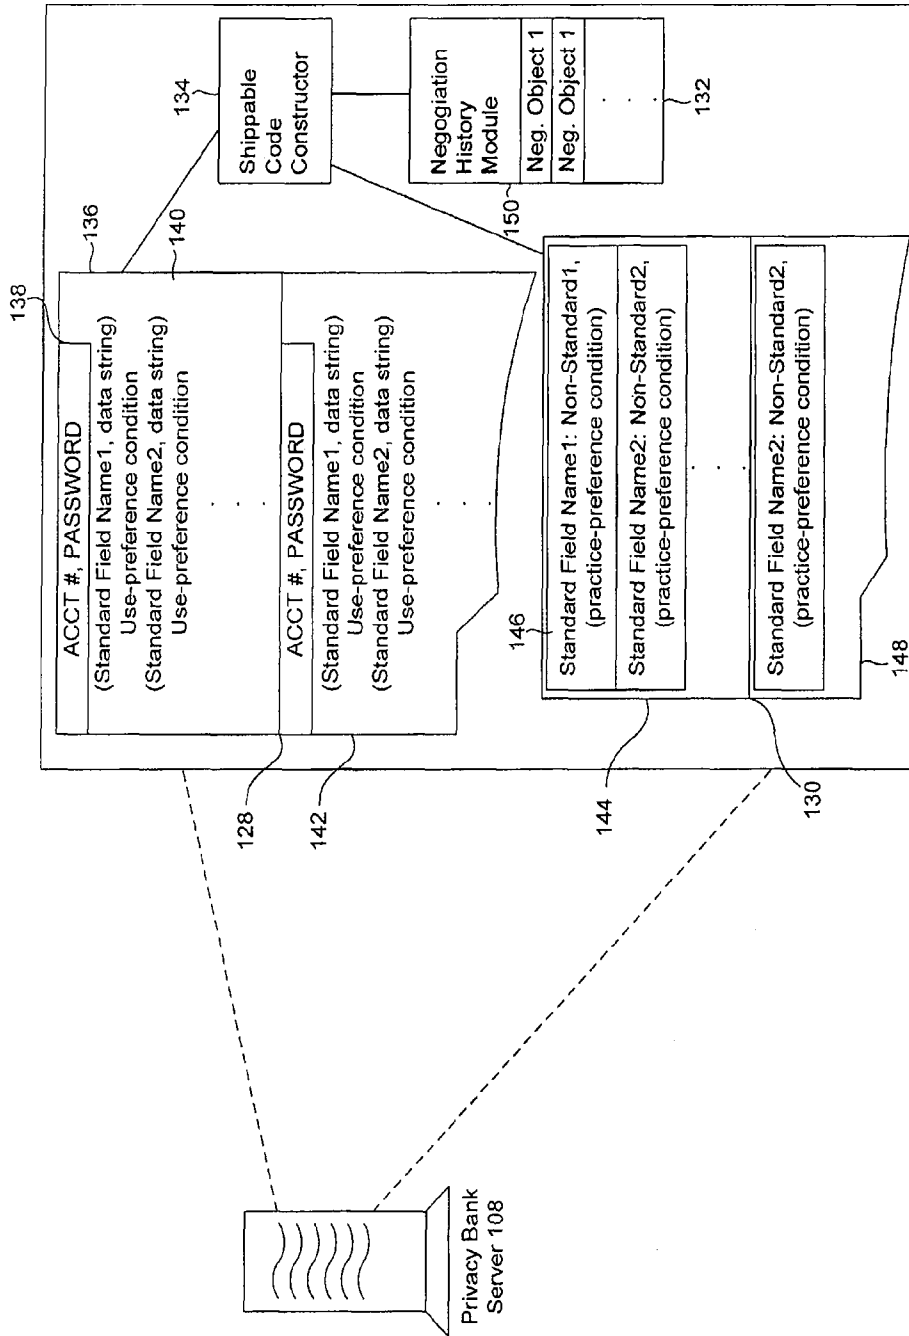 138
136
140
ACCT #, PASSWORD
(Standard Field Name1, data string)
Use-preference condition
(Standard Field Name2, data string)
Use-preference condition
. . .
128
142
ACCT #, PASSWORD
(Standard Field Name1, data string)
Use-preference condition
(Standard Field Name2, data string)
Use-preference condition
. . .
134
Shippable
Code
Constructor
Negogiation
History
Module
150
Neg. Object 1
Neg. Object 1
. . .
132
146
Standard Field Name1: Non-Standard1,
(practice-preference condition)
Standard Field Name2: Non-Standard2,
(practice-preference condition)
. . .
144
130
Standard Field Name2: Non-Standard2,
(practice-preference condition)
148
Privacy Bank
Server 108